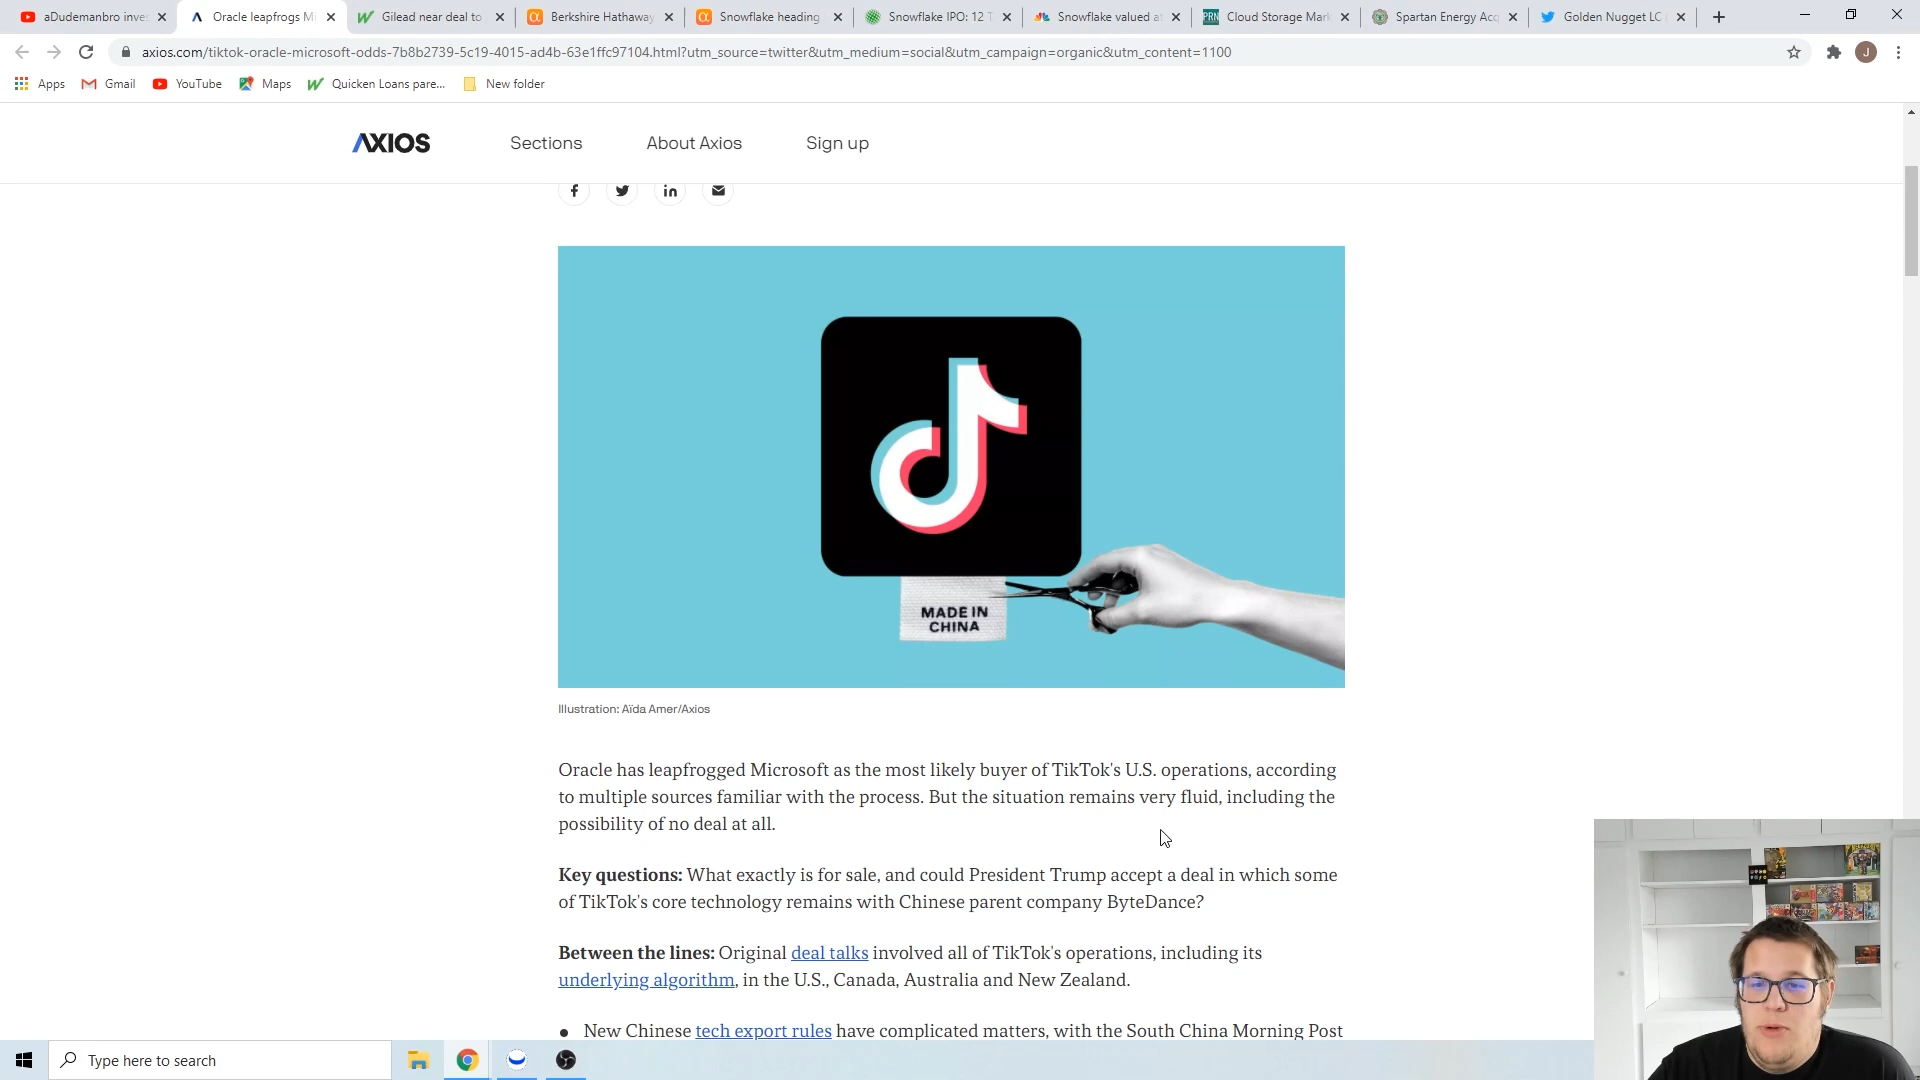 aDudemanbro inves
Oracle leapfrogs Mi
Gilead near deal to
Berkshire Hathaway
Snowflake heading
Snowflake IPO: 12 T
Snowflake valued at
Cloud Storage Mark
Spartan Energy Acq
Golden Nugget LC
axios.com/tiktok-oracle-microsoft-odds-7b8b2739-5c19-4015-ad4b-63e1ffc97104.html?utm_source=twitter&utm_medium=social&utm_campaign=organic&utm_content=1100
J
Apps
Gmail
YouTube
Maps
Quicken Loans pare...
New folder
AXIOS
Sections
About Axios
Sign up
MADE IN
CHINA
Illustration: Aïda Amer/Axios
Oracle has leapfrogged Microsoft as the most likely buyer of TikTok's U.S. operations, according
to multiple sources familiar with the process. But the situation remains very fluid, including the
possibility of no deal at all.
Key questions: What exactly is for sale, and could President Trump accept a deal in which some
of TikTok's core technology remains with Chinese parent company ByteDance?
Between the lines: Original deal talks involved all of TikTok's operations, including its
underlying algorithm, in the U.S., Canada, Australia and New Zealand.
• New Chinese tech export rules have complicated matters, with the South China Morning Post
Type here to search